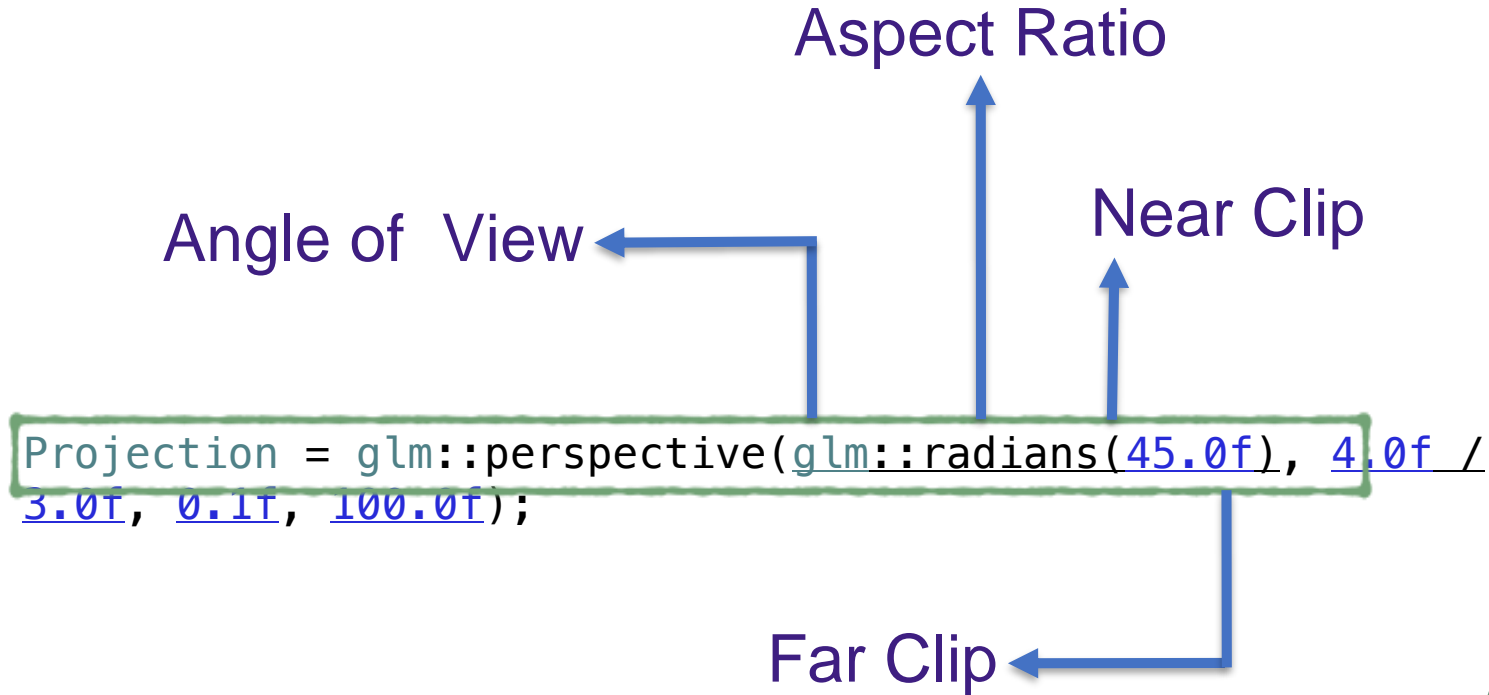 Aspect Ratio
Near Clip
Angle of  View
Projection = glm::perspective(glm::radians(45.0f), 4.0f /
3.0f, 0.1f, 100.0f);
Far Clip